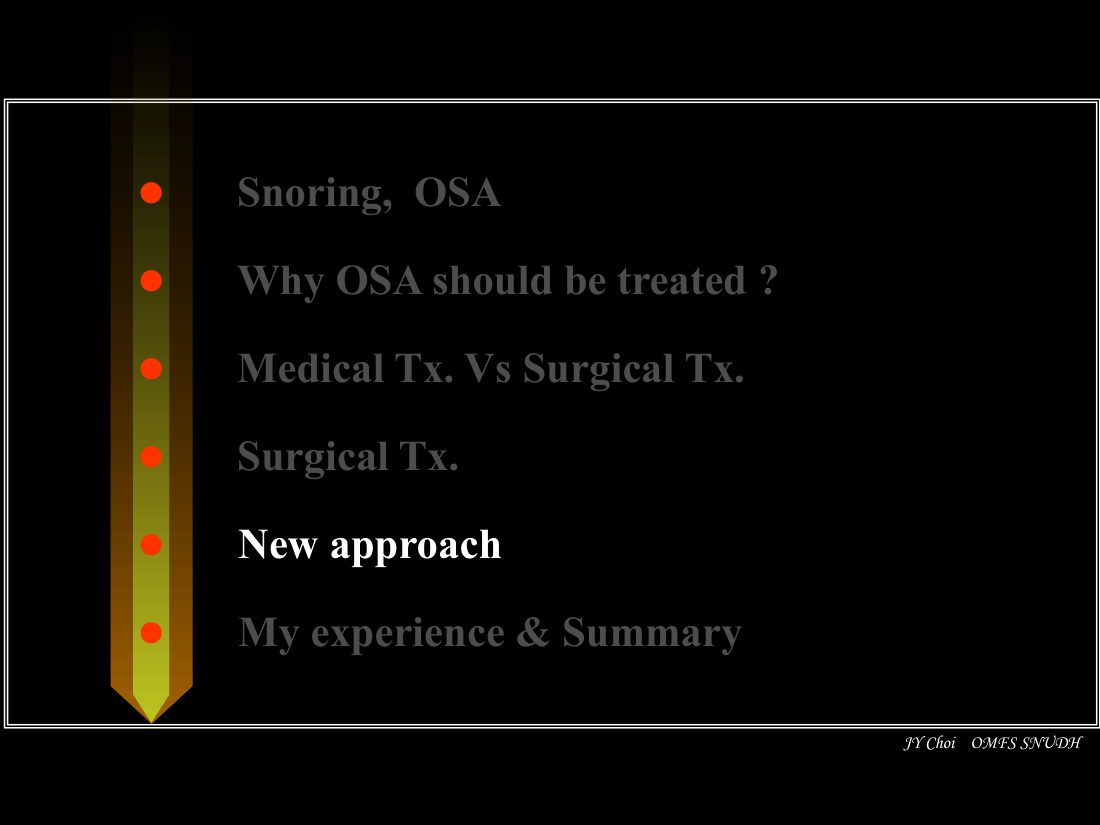 Snoring, OSA
Why OSA should be treated ?
Medical Tx. Vs Surgical Tx.
Surgical Tx.
New approach
My experience & Summary
JY Choi OMFS SNUDH